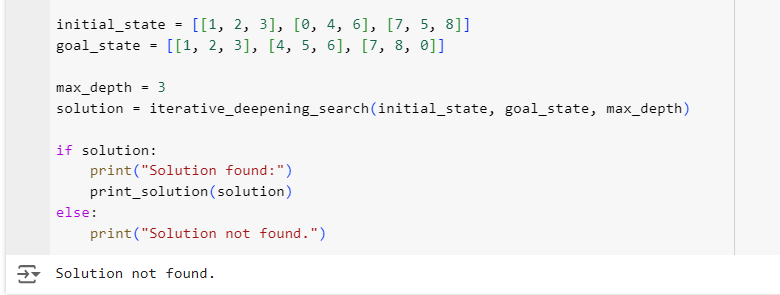 initial_state = [[1, 2, 3], [0, 4, 6], [7, 5, 8]]
goal_state = [[1, 2, 3], [4, 5, 6], [7, 8, 0]]
max_depth = 3
solution = iterative_deepening_search(initial_state, goal_state, max_depth)
if solution:
    print("Solution found:")
    print_solution(solution)
else:
    print("Solution not found.")
Solution not found.